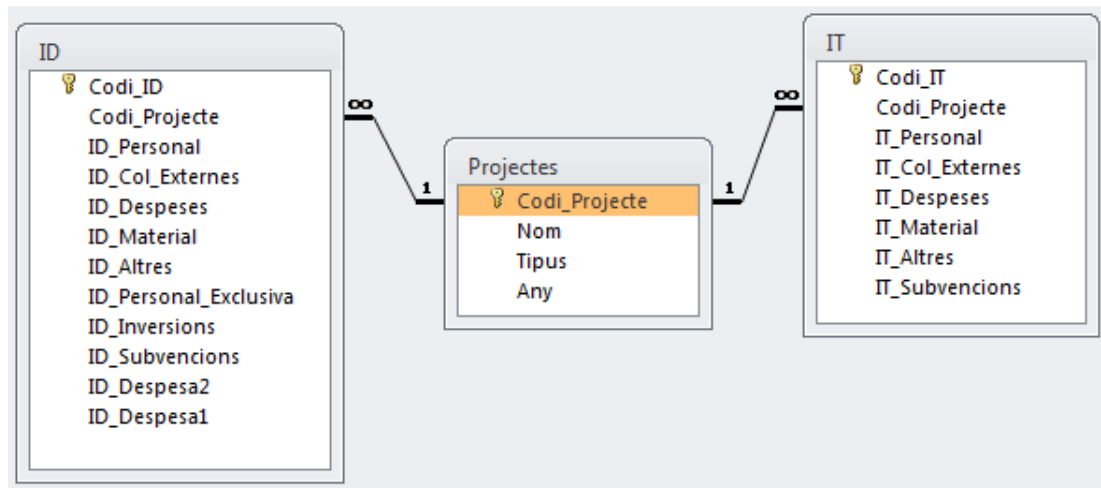 ID
Codi_ID
Codi_Projecte
ID_Personal
ID_Col_Externes
ID_Despeses
ID_Material
ID_Altres
ID_Personal_Exclusiva
ID_Inversions
ID_Subvencions
ID_Despesa2
ID_Despesa1
∞
1
Projectes
Codi_Projecte
Nom
Tipus
Any
1
∞
IT
Codi_IT
Codi_Projecte
IT_Personal
IT_Col_Externes
IT_Despeses
IT_Material
IT_Altres
IT_Subvencions